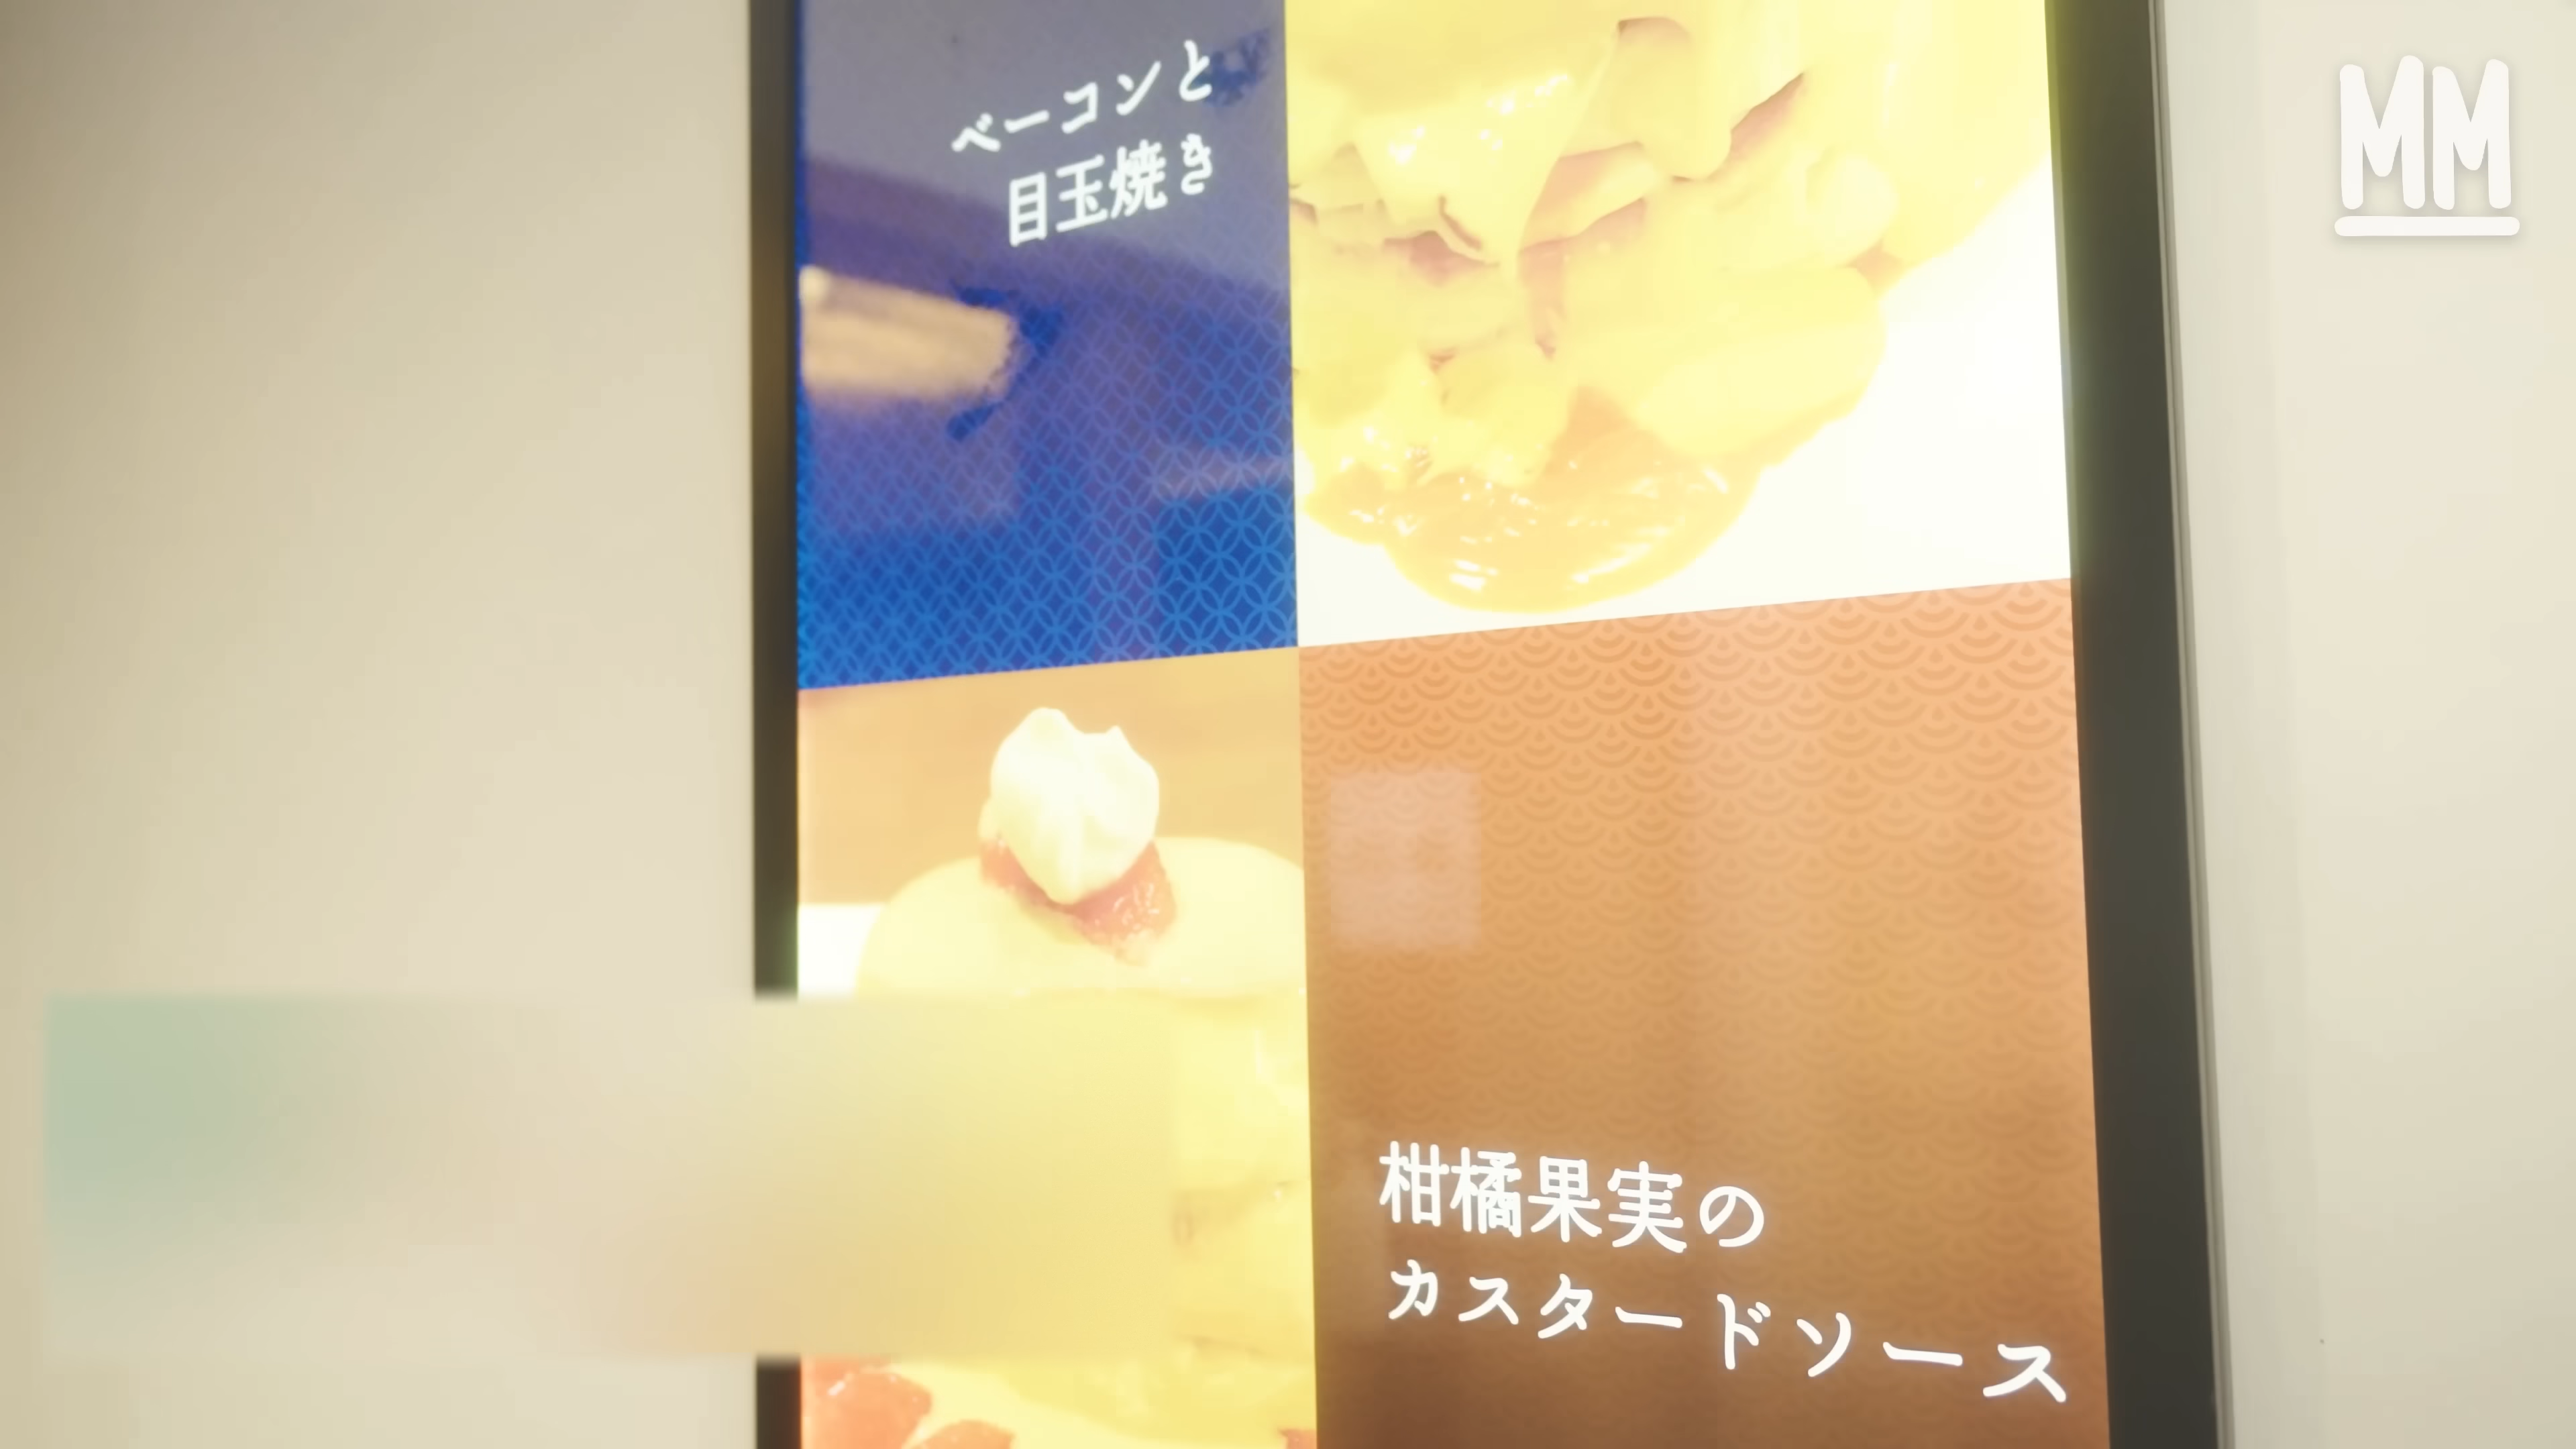 MM
ベーコンと
目玉焼き
柑橘果実の
カスタードソース